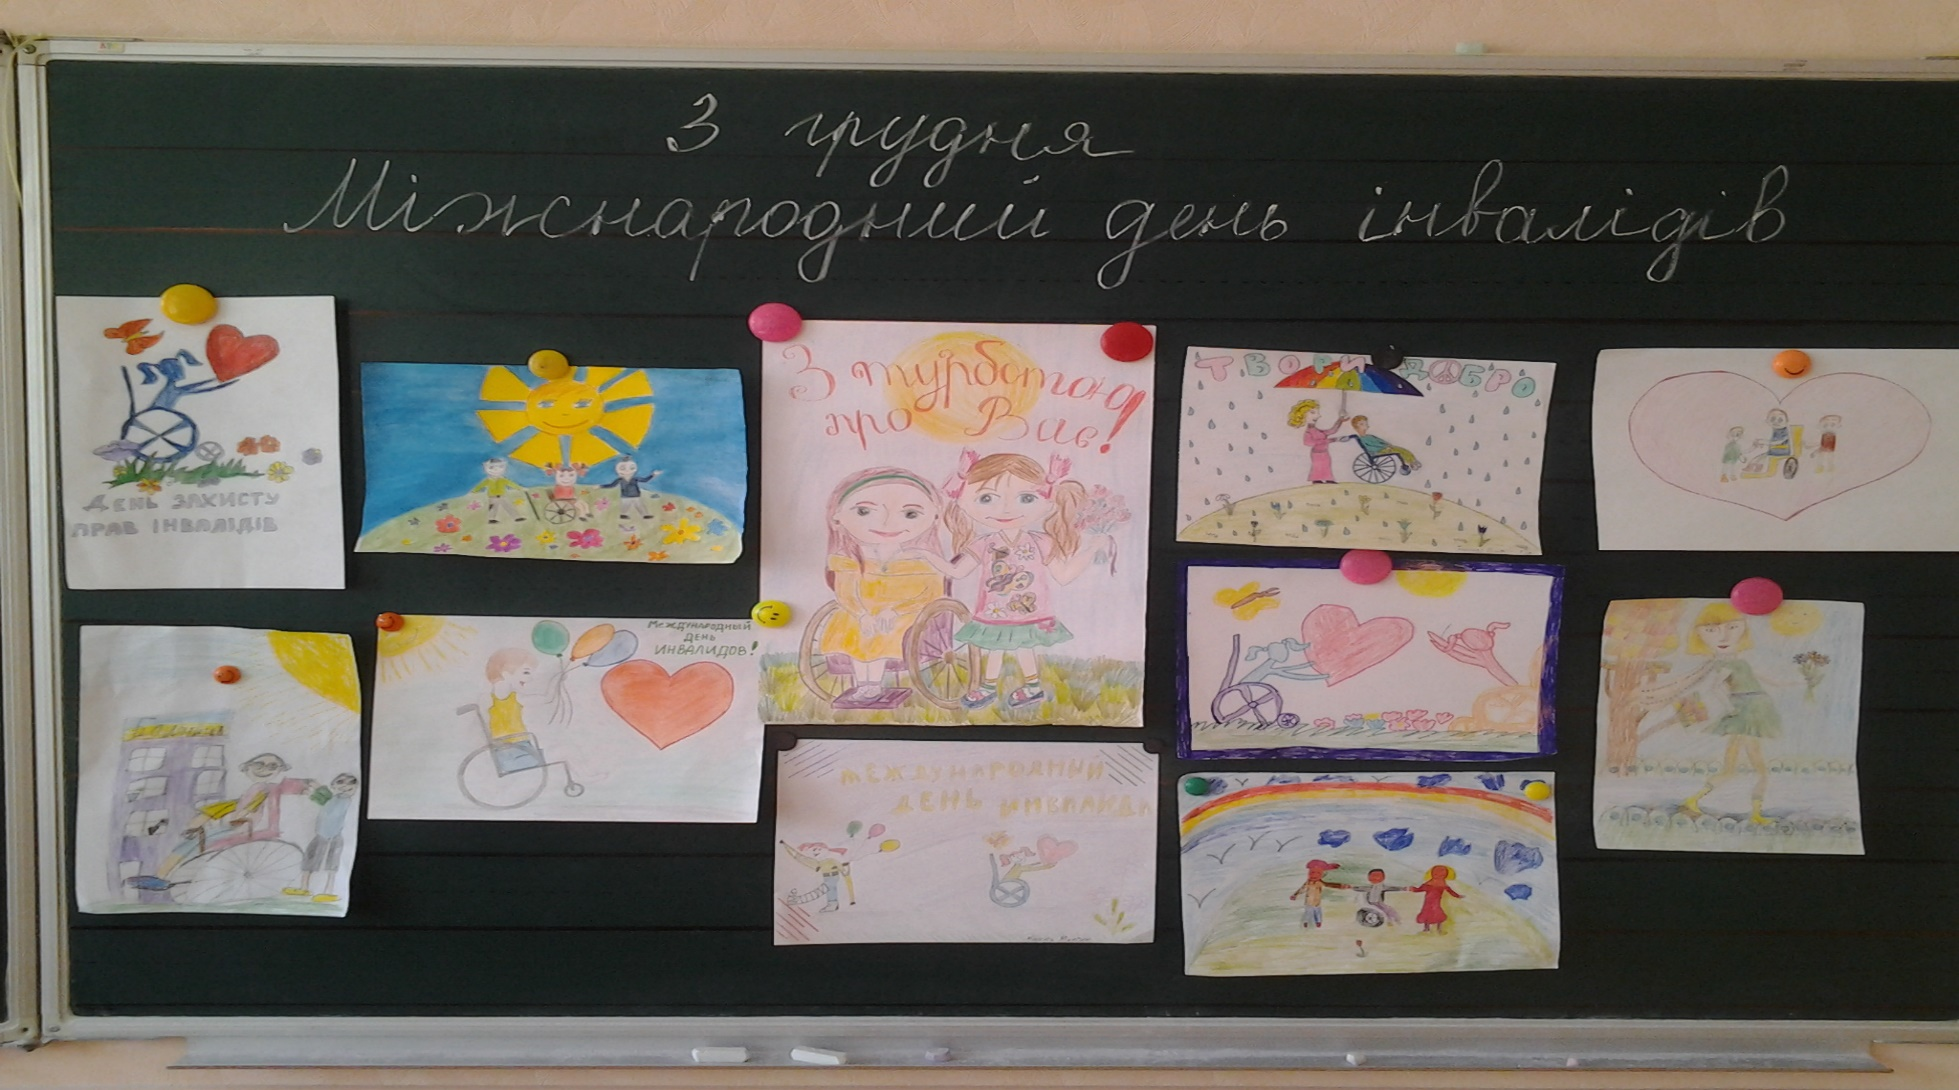 3 грудня
Міжнародний день інвалідів
ДЕНЬ ЗАХИСТУ
ПРАВ ІНВАЛІДІВ
З турботою
про Вас!
ТВОРИ ДОБРО
МЕЖДУНАРОДНЫЙ
ДЕНЬ
ИНВАЛИДОВ!
МЕЖДУНАРОДНЫЙ
ДЕНЬ ИНВАЛИДО